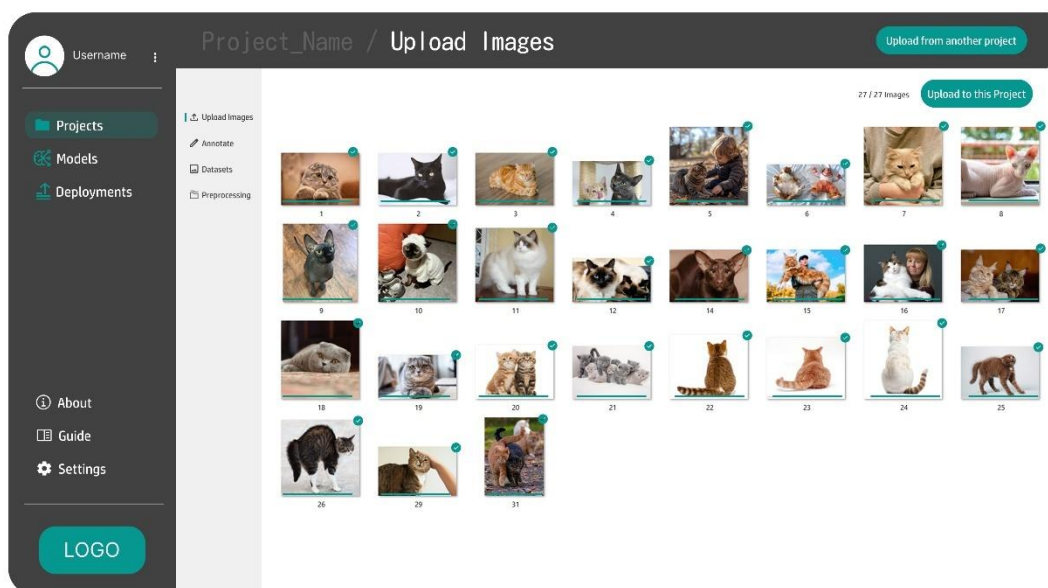 Username
Project_Name / Upload Images
Upload from another project
27 / 27 Images
Upload to this Project
Projects
Models
Deployments
Upload Images
Annotate
Datasets
Preprocessing
1 2 3 4 5 6 7 8
9 10 11 12 14 15 16 17
18 19 20 21 22 23 24 25
26 29 31
About
Guide
Settings
LOGO